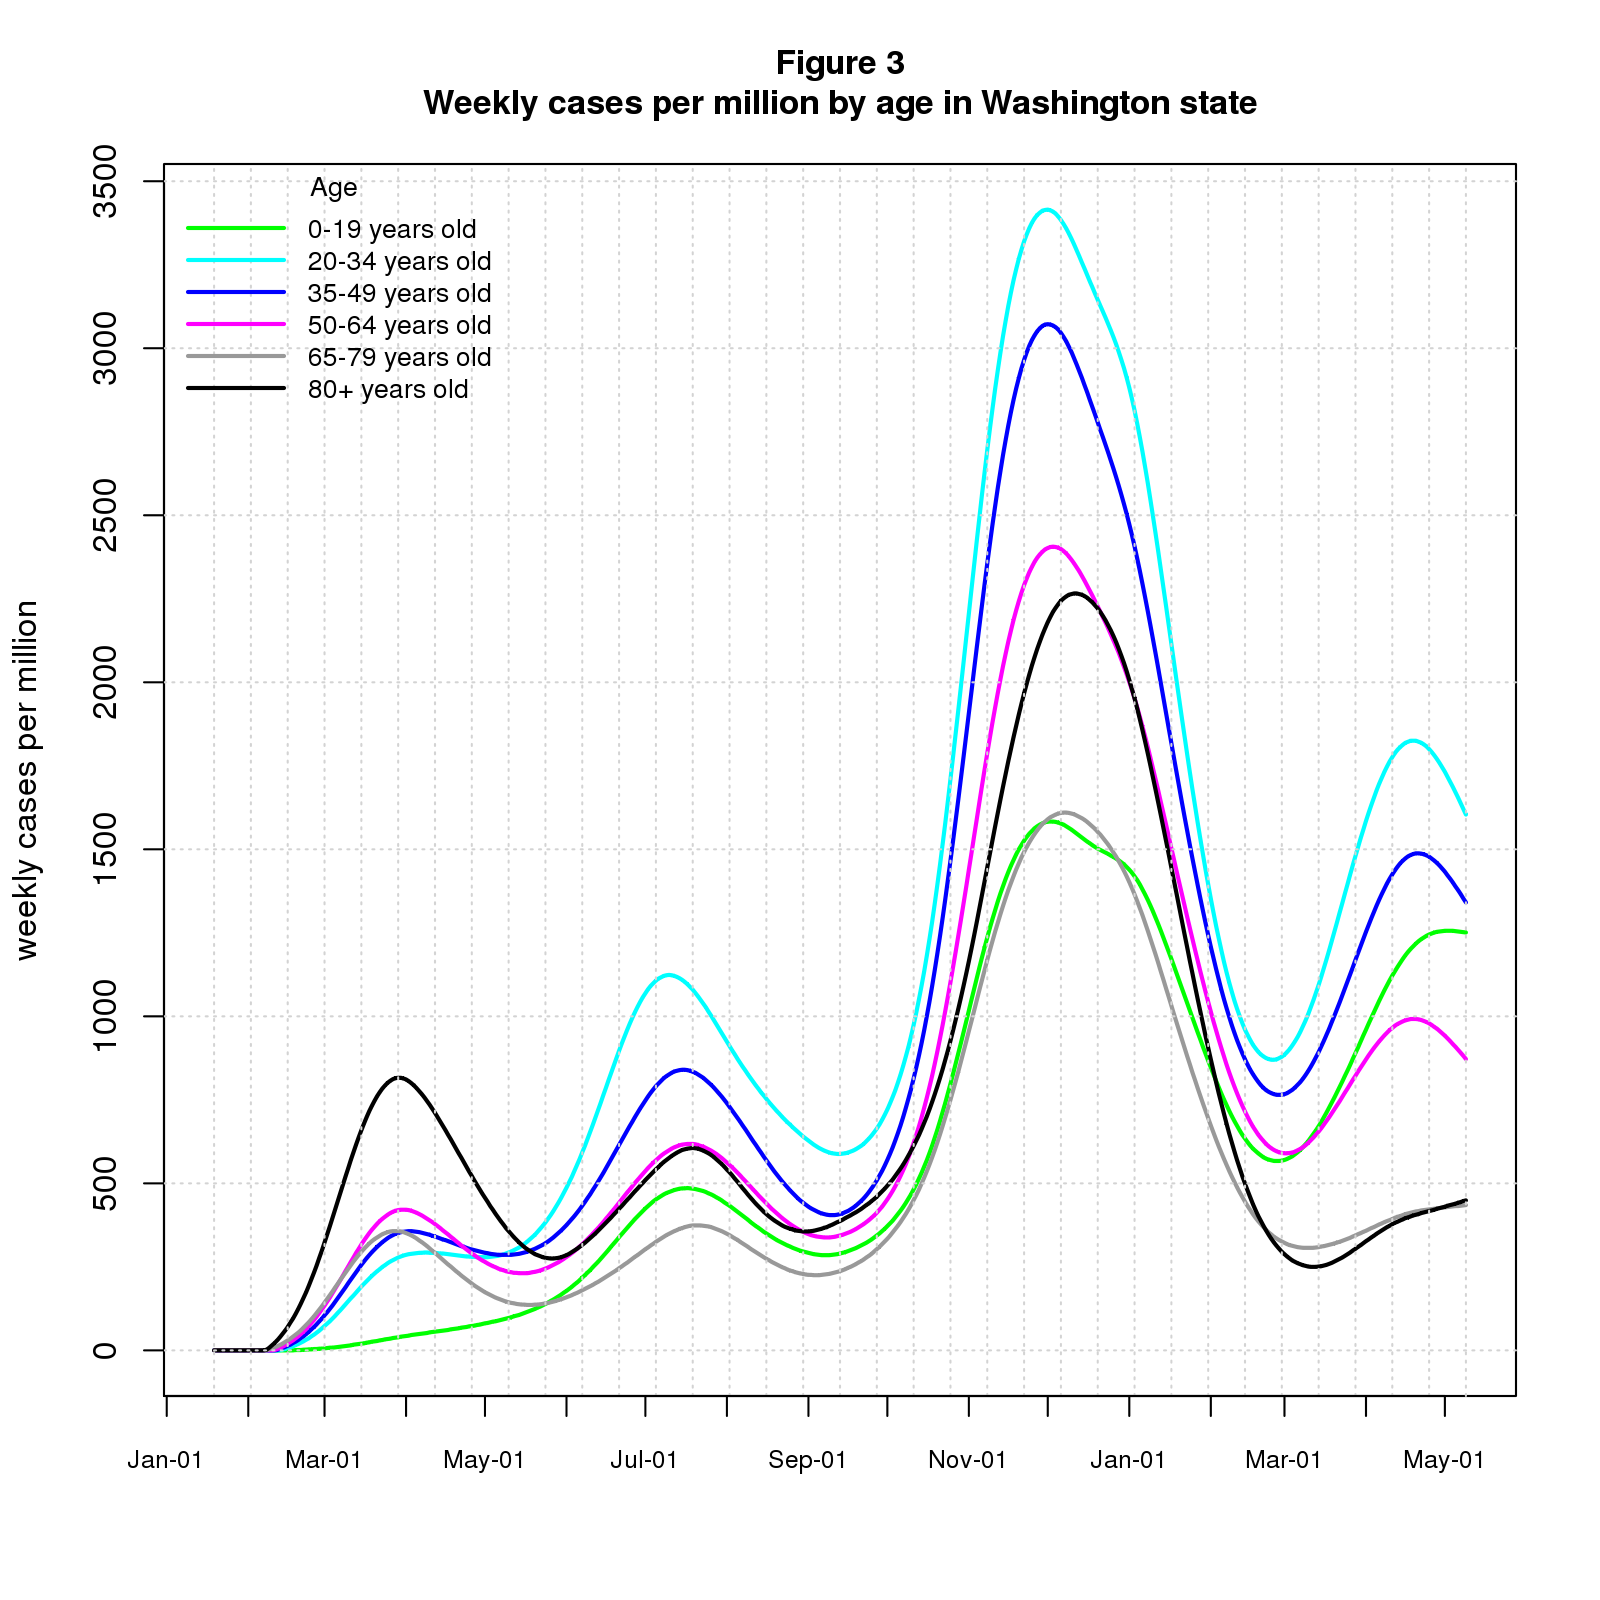 Figure 3
Weekly cases per million by age in Washington state
weekly cases per million
3500
3000
2500
2000
1500
1000
500
0
Age
0-19 years old
20-34 years old
35-49 years old
50-64 years old
65-79 years old
80+ years old
Jan-01 Mar-01 May-01 Jul-01 Sep-01 Nov-01 Jan-01 Mar-01 May-01